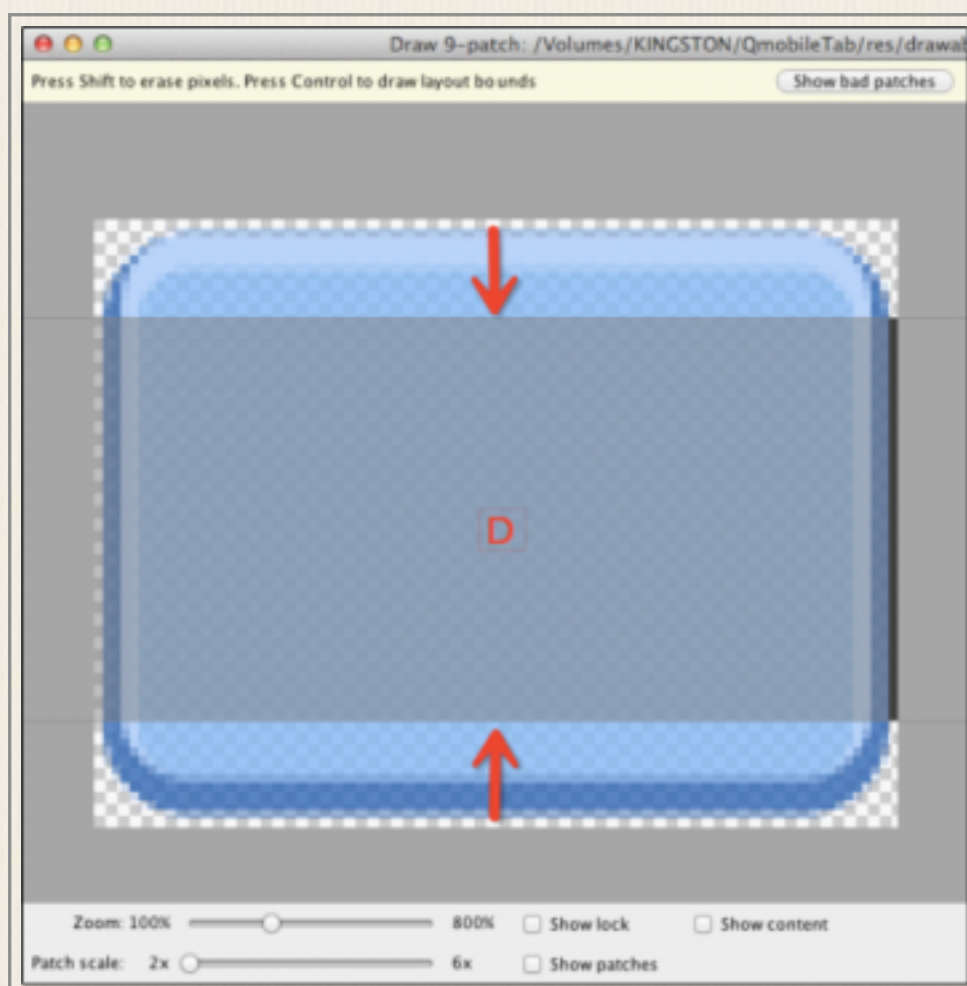 Draw 9-patch: /Volumes/KINGSTON/QmobileTab/res/drawab
Press Shift to erase pixels. Press Control to draw layout bounds
Show bad patches
D
Zoom: 100% 800% Show lock Show content
Patch scale: 2x 6x Show patches